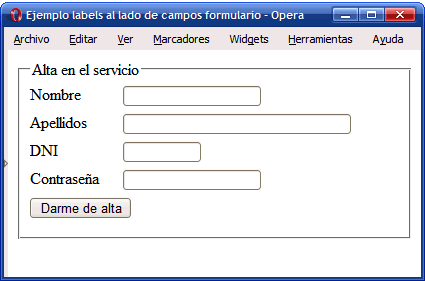 Ejemplo labels al lado de campos formulario - Opera
Archivo Editar Ver Marcadores Widgets Herramientas Ayuda
Alta en el servicio
Nombre
Apellidos
DNI
Contraseña
Darme de alta